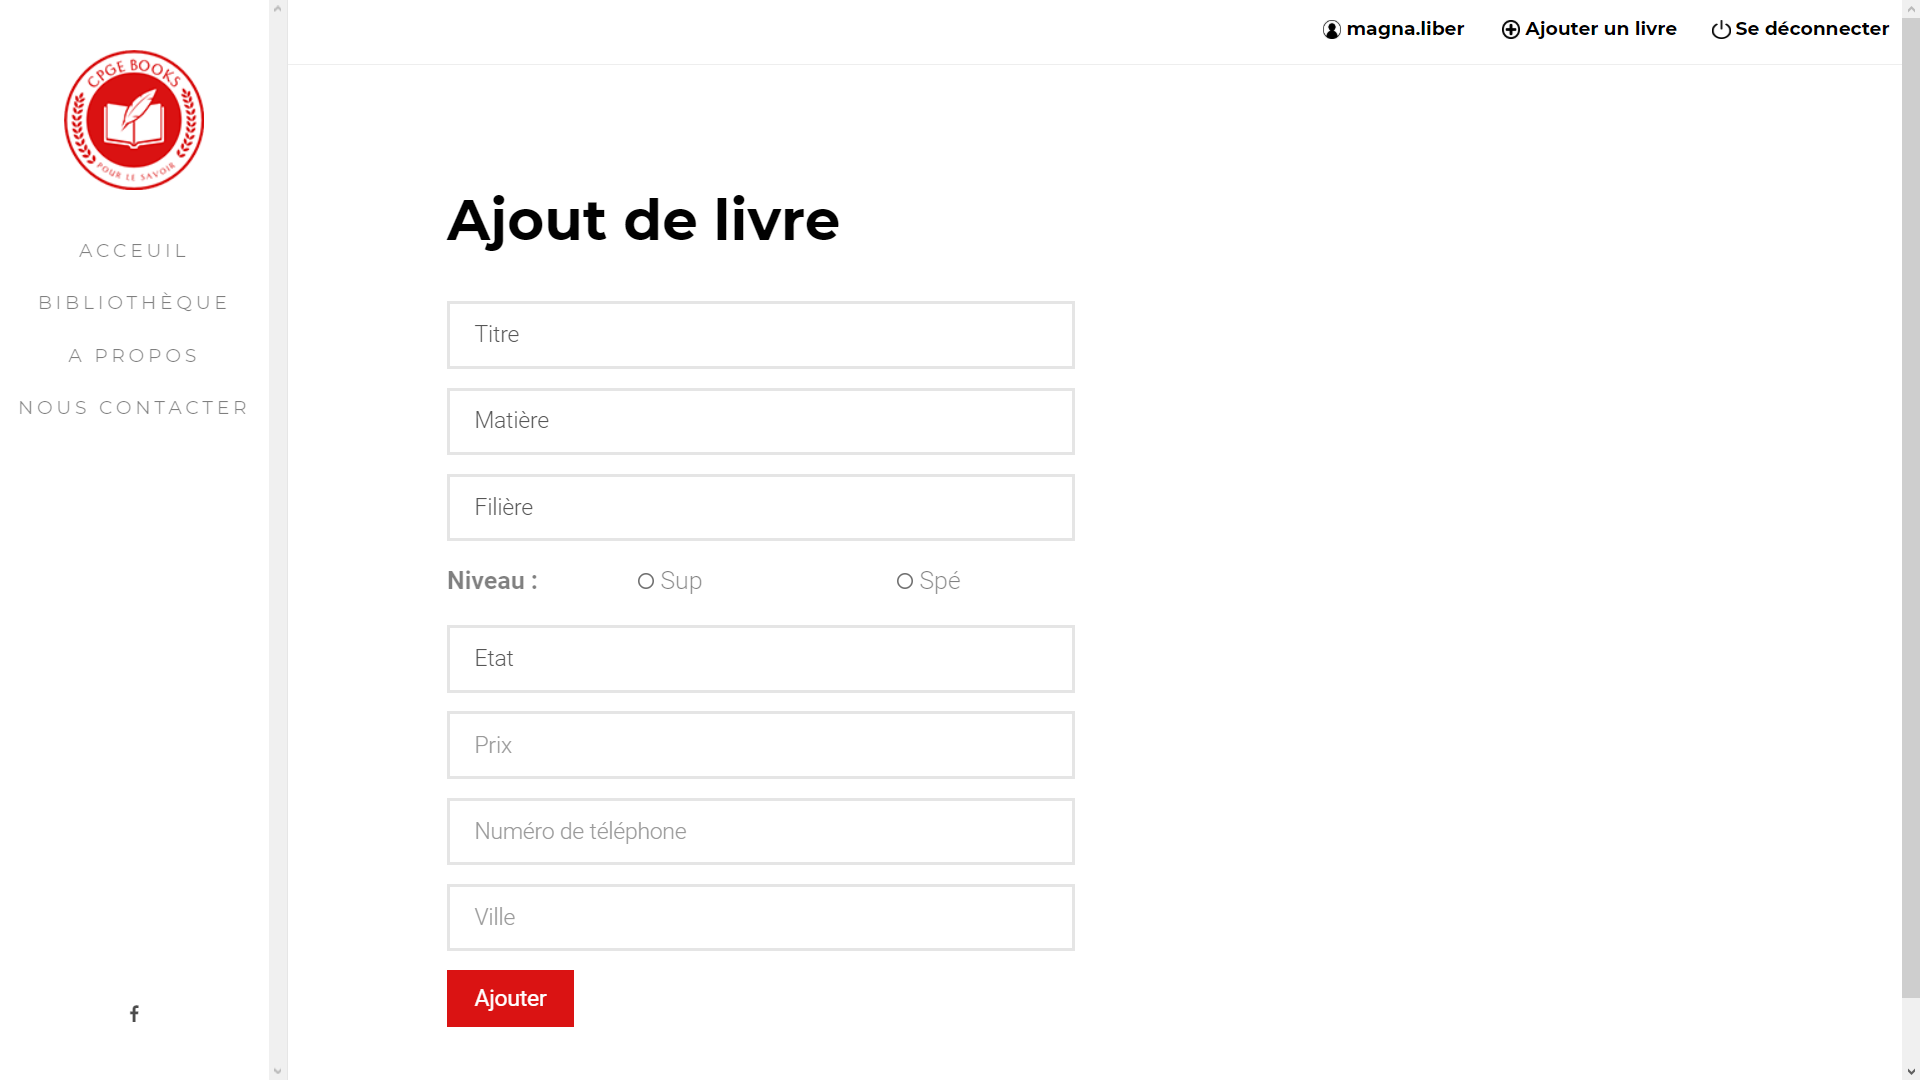 CPGE BOOKS
POUR LE SAVOIR
ACCEUIL
BIBLIOTHÈQUE
A PROPOS
NOUS CONTACTER
magna.liber Ajouter un livre Se déconnecter
Ajout de livre
Titre
Matière
Filière
Niveau : Sup Spé
Etat
Prix
Numéro de téléphone
Ville
Ajouter